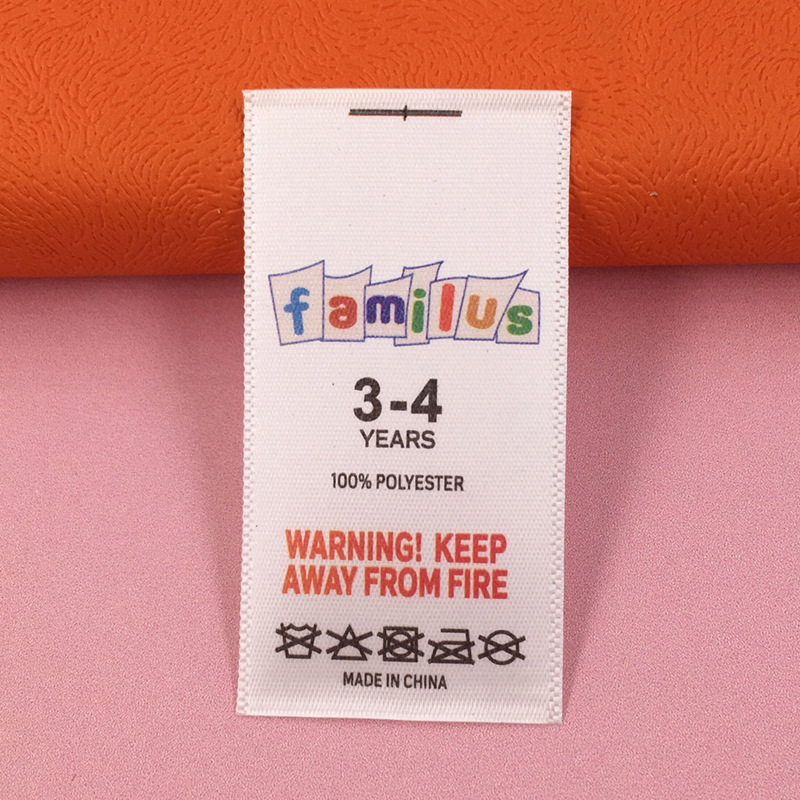 familus
3-4
YEARS
100% POLYESTER
WARNING! KEEP
AWAY FROM FIRE
MADE IN CHINA